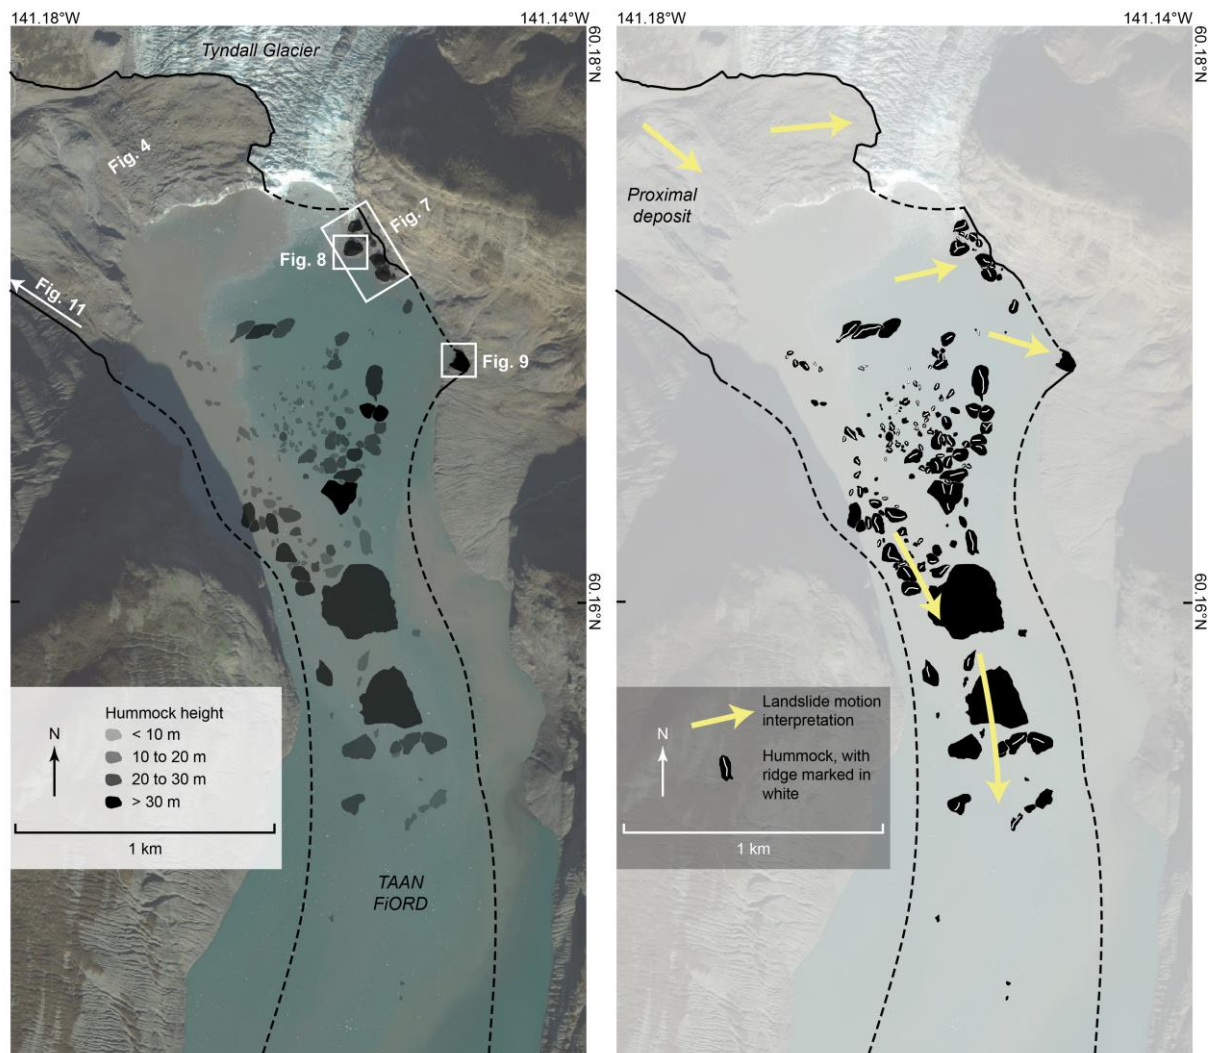 141.18°W
141.14°W
60.18°N
Tyndall Glacier
Fig. 4
Fig. 7
Fig. 8
Fig. 11
Fig. 9
60.16°N
Hummock height
< 10 m
10 to 20 m
20 to 30 m
> 30 m
N
1 km
TAAN
FiORD
141.18°W
141.14°W
60.18°N
Proximal
deposit
60.16°N
Landslide motion
interpretation
Hummock, with
ridge marked in
white
N
1 km